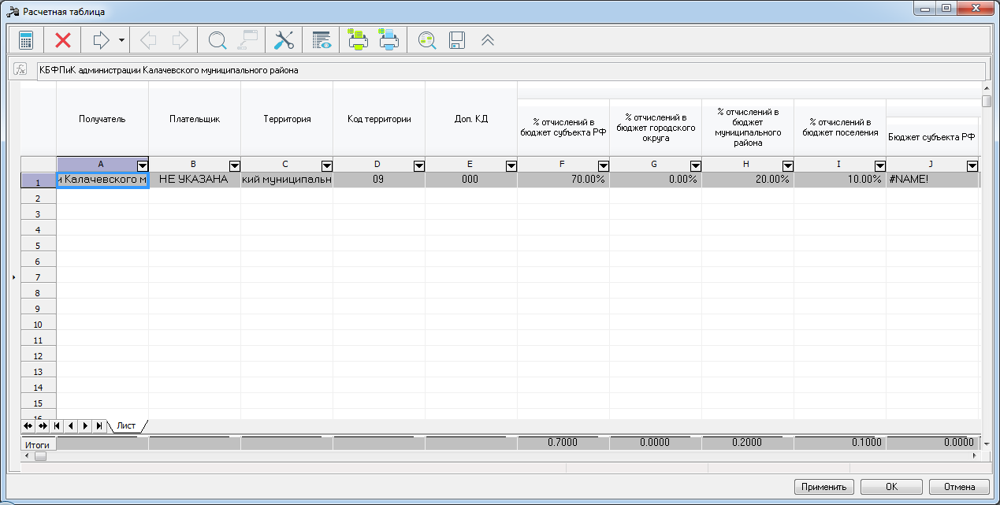 Расчетная таблица
КБФПиК администрации Калачевского муниципального района
Получатель
Плательщик
Территория
Код территории
Доп. КД
% отчислений в
бюджет субъекта РФ
% отчислений в
бюджет городского
округа
% отчислений в
бюджет
муниципального
района
% отчислений в
бюджет поселения
Бюджет субъекта РФ
A B C D E F G H I J
1 и Калачевского м НЕ УКАЗАНА кий муниципальн 09 000 70.00% 0.00% 20.00% 10.00% #NAME!
2
3
4
5
6
7
8
9
10
11
12
13
14
15
16
Лист
Итоги 0.7000 0.0000 0.2000 0.1000 0.0000
Применить OK Отмена